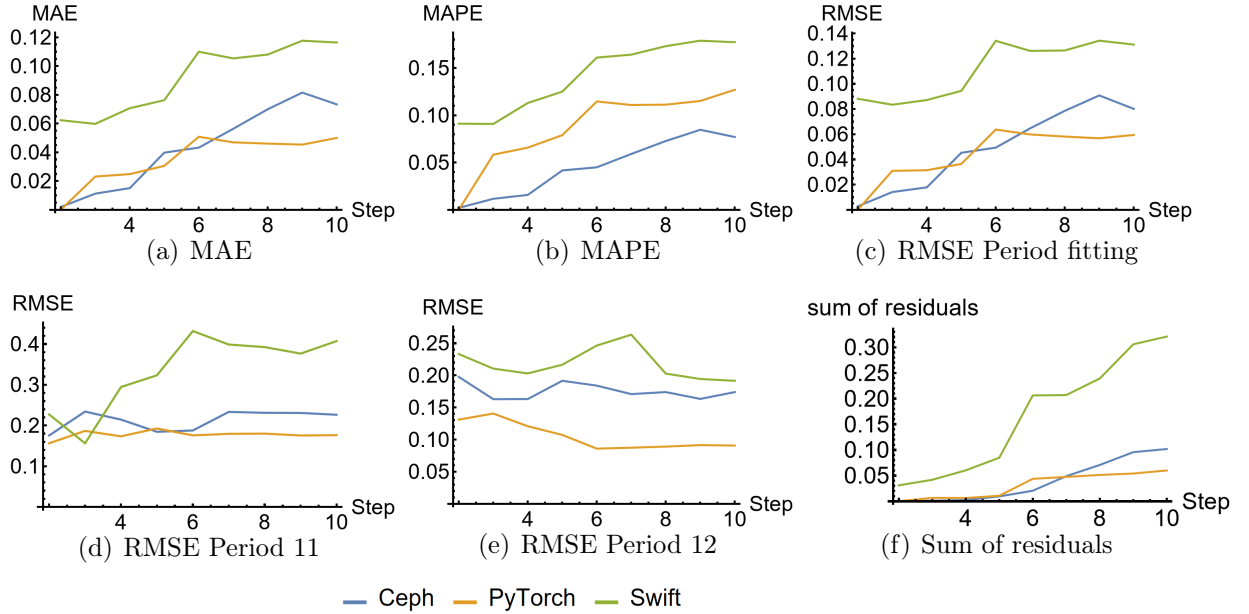 MAE
0.12
0.10
0.08
0.06
0.04
0.02
4 6 8 10 Step
(a) MAE
MAPE
0.15
0.10
0.05
4 6 8 10 Step
(b) MAPE
RMSE
0.14
0.12
0.10
0.08
0.06
0.04
0.02
4 6 8 10 Step
(c) RMSE Period fitting
RMSE
0.4
0.3
0.2
0.1
4 6 8 10 Step
(d) RMSE Period 11
RMSE
0.25
0.20
0.15
0.10
0.05
4 6 8 10 Step
(e) RMSE Period 12
sum of residuals
0.30
0.25
0.20
0.15
0.10
0.05
4 6 8 10 Step
(f) Sum of residuals
Ceph PyTorch Swift